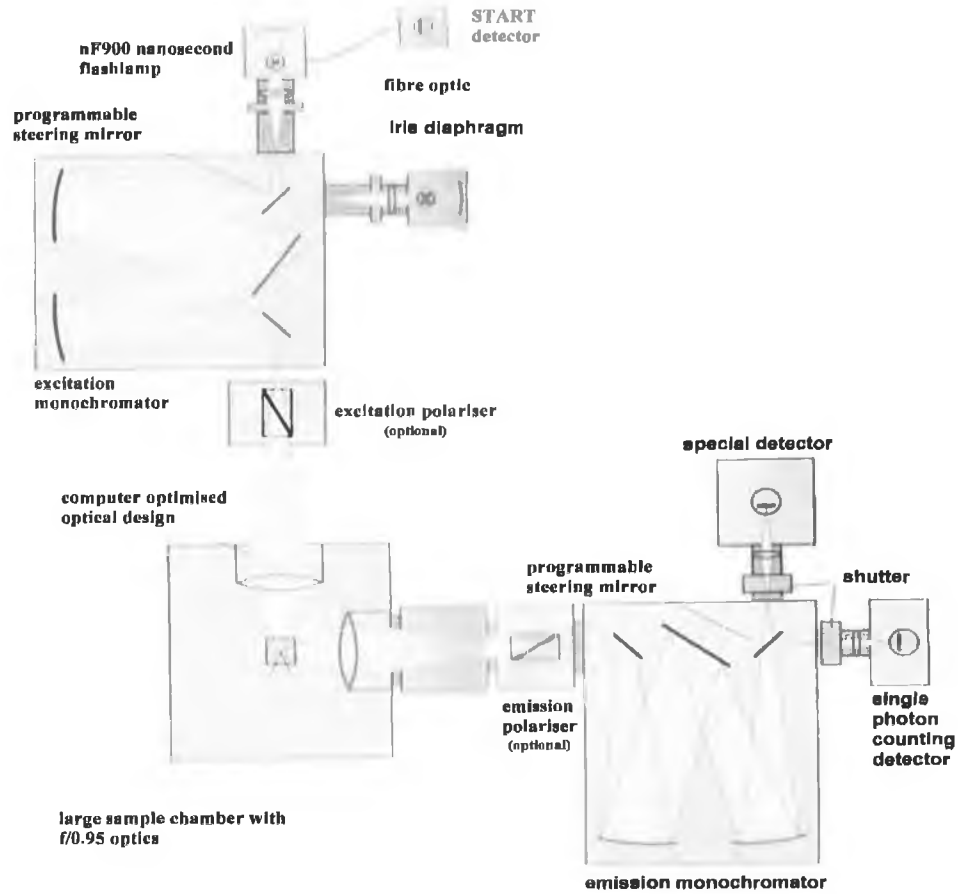 START
detector
nF900 nanosecond
flashlamp
fibre optic
iris diaphragm
programmable
steering mirror
excitation
monochromator
excitation polariser
(optional)
special detector
computer optimised
optical design
programmable
steering mirror
shutter
emission
polariser
(optional)
single
photon
counting
detector
large sample chamber with
f/0.95 optics
emission monochromator